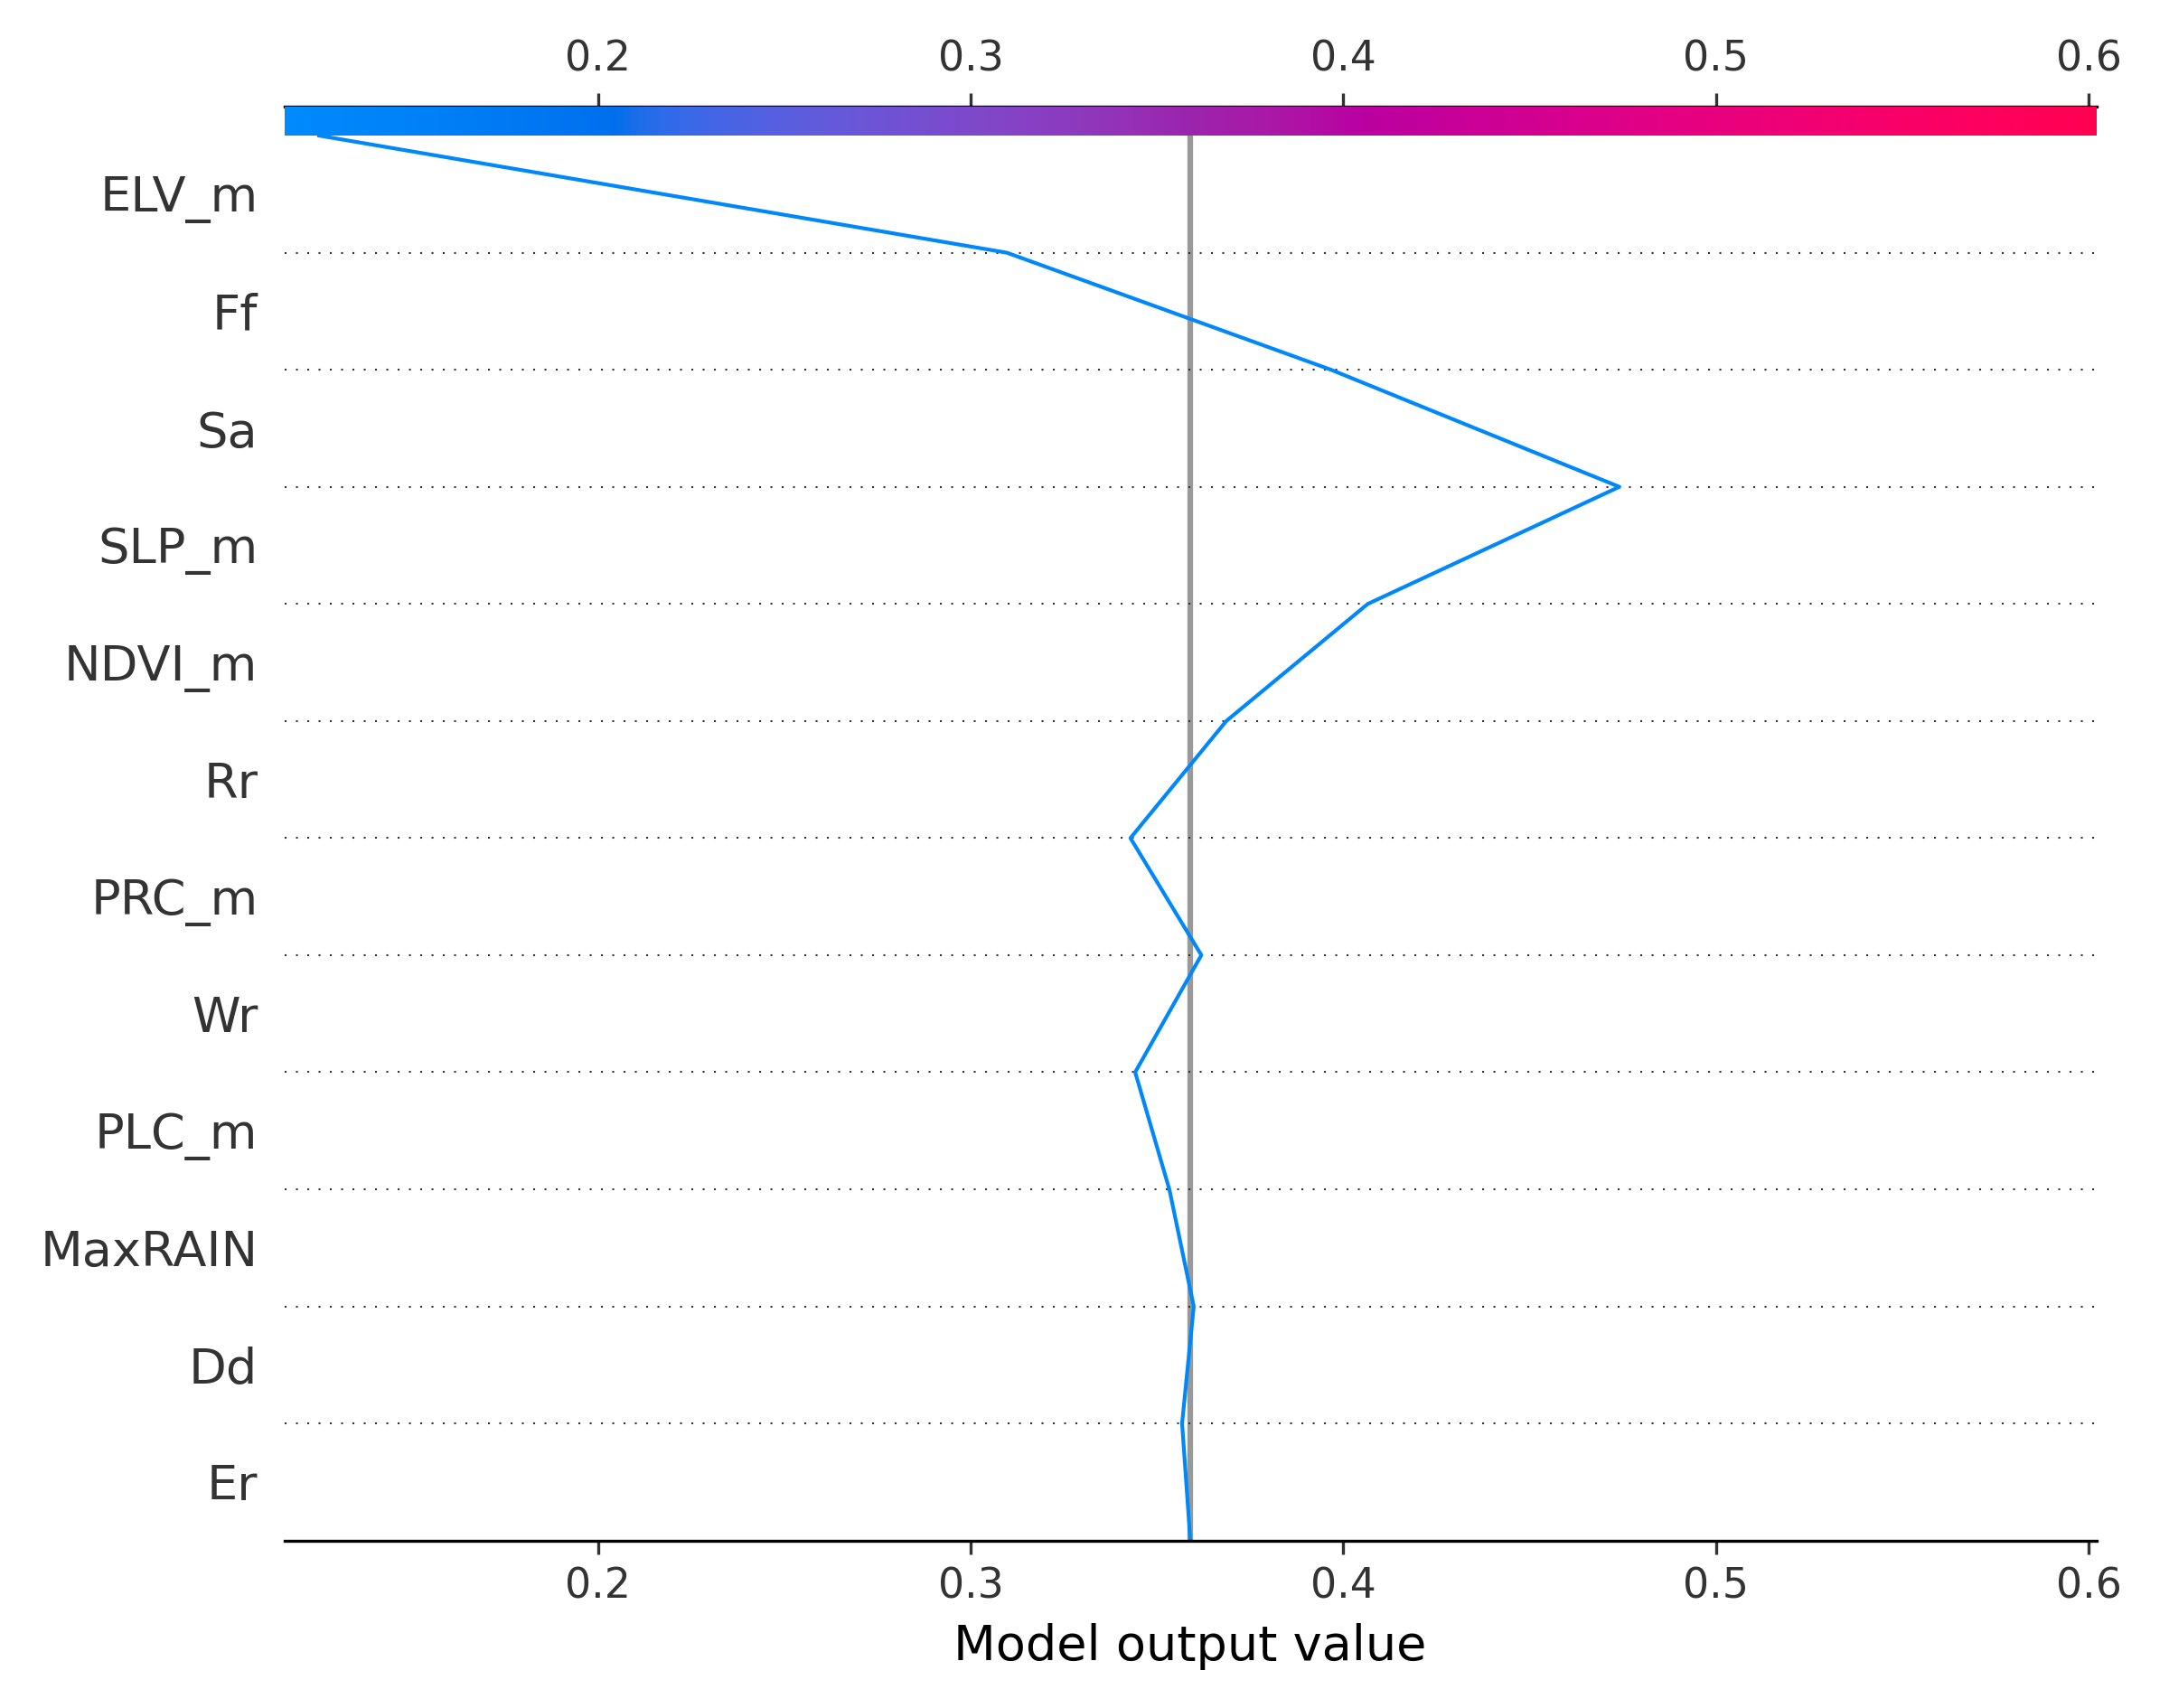 0.2 0.3 0.4 0.5 0.6
ELV_m
Ff
Sa
SLP_m
NDVI_m
Rr
PRC_m
Wr
PLC_m
MaxRAIN
Dd
Er
0.2 0.3 0.4 0.5 0.6
Model output value